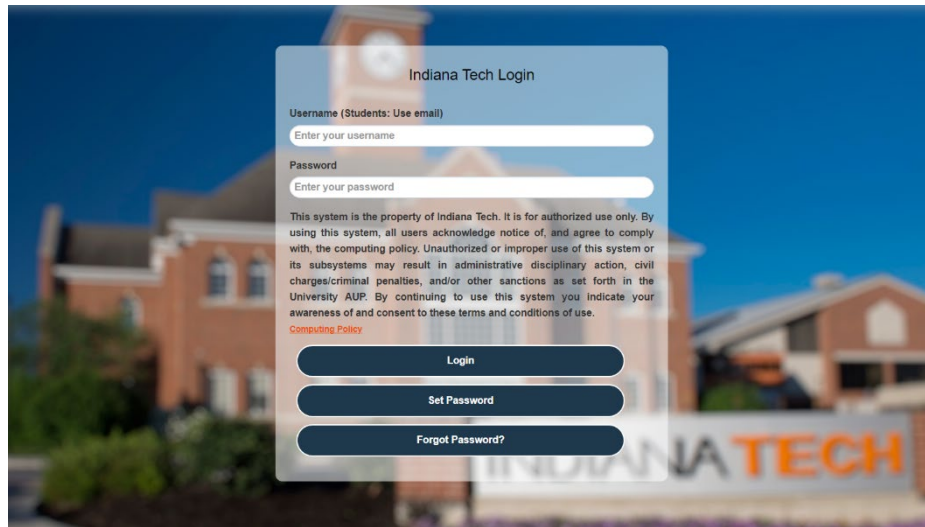 Indiana Tech Login
Username (Students: Use email)
Enter your username
Password
Enter your password
This system is the property of Indiana Tech. It is for authorized use only. By
using this system, all users acknowledge notice of, and agree to comply
with, the computing policy. Unauthorized or improper use of this system or
its subsystems may result in administrative disciplinary action, civil
charges/criminal penalties, and/or other sanctions as set forth in the
University AUP. By continuing to use this system you indicate your
awareness of and consent to these terms and conditions of use.
Computing Policy
Login
Set Password
Forgot Password?
INDIANA TECH